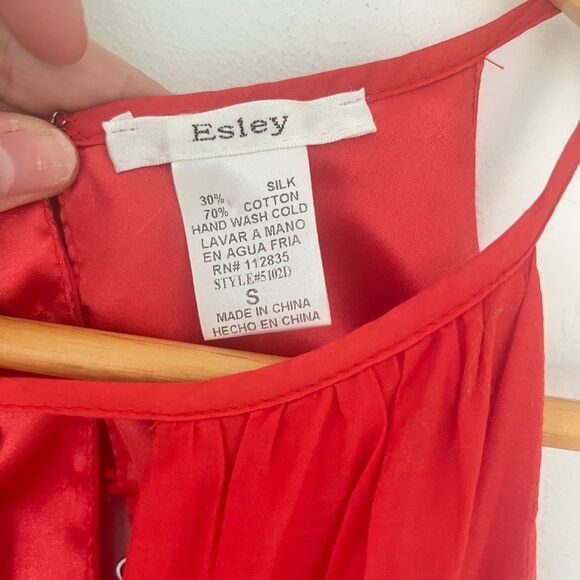 Esley
30% SILK
70% COTTON
HAND WASH COLD
LAVAR A MANO
EN AGUA FRIA
RN# 112835
STYLE#5102D
S
MADE IN CHINA
HECHO EN CHINA